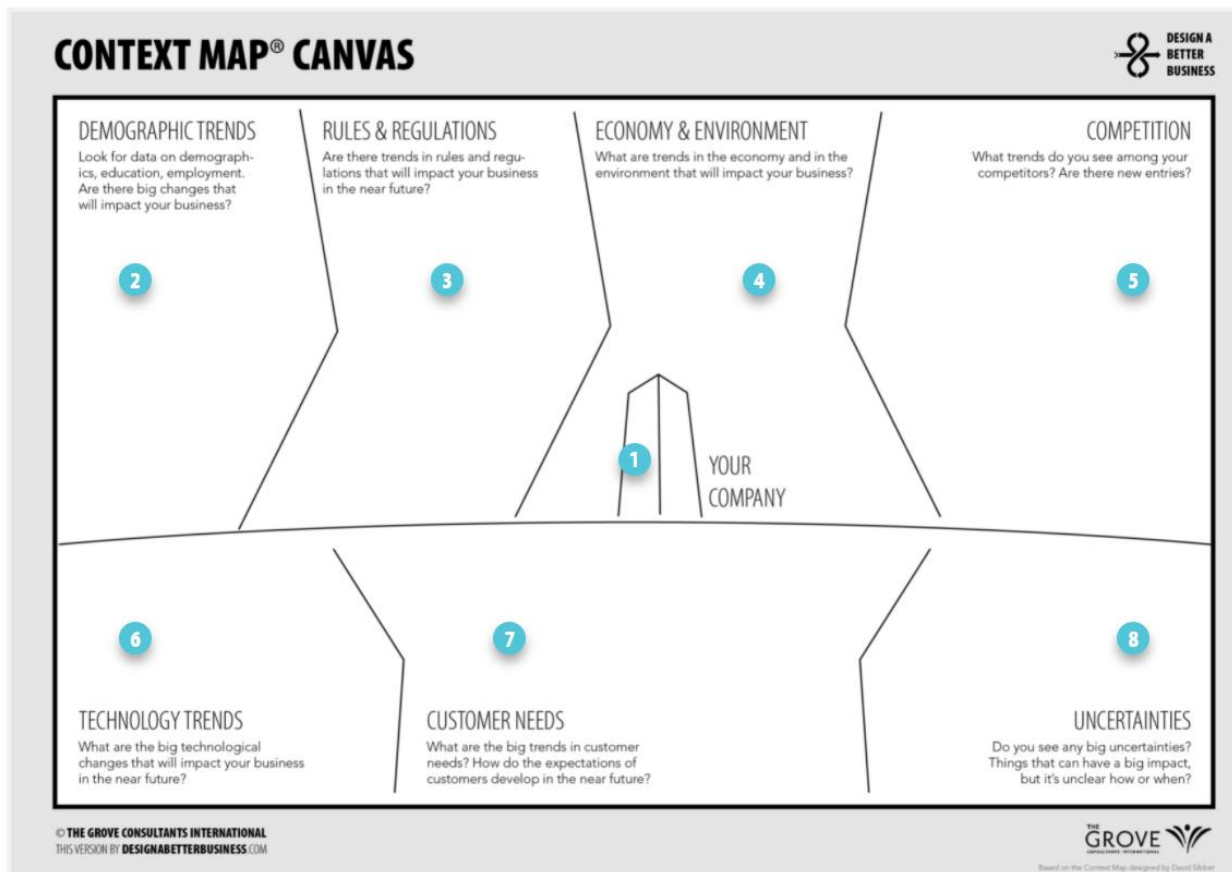 CONTEXT MAP® CANVAS
DESIGN A
BETTER
BUSINESS
DEMOGRAPHIC TRENDS
Look for data on demograph-
ics, education, employment.
Are there big changes that
will impact your business?
2
RULES & REGULATIONS
Are there trends in rules and regu-
lations that will impact your business
in the near future?
3
ECONOMY & ENVIRONMENT
What are trends in the economy and in the
environment that will impact your business?
4
COMPETITION
What trends do you see among your
competitors? Are there new entries?
5
1
YOUR
COMPANY
6
TECHNOLOGY TRENDS
What are the big technological
changes that will impact your business
in the near future?
7
CUSTOMER NEEDS
What are the big trends in customer
needs? How do the expectations of
customers develop in the near future?
8
UNCERTAINTIES
Do you see any big uncertainties?
Things that can have a big impact,
but it's unclear how or when?
© THE GROVE CONSULTANTS INTERNATIONAL
THIS VERSION BY DESIGNABETTERBUSINESS.COM
THE
GROVE
CONSULTANTS INTERNATIONAL
Based on the Context Map designed by David Sibbet